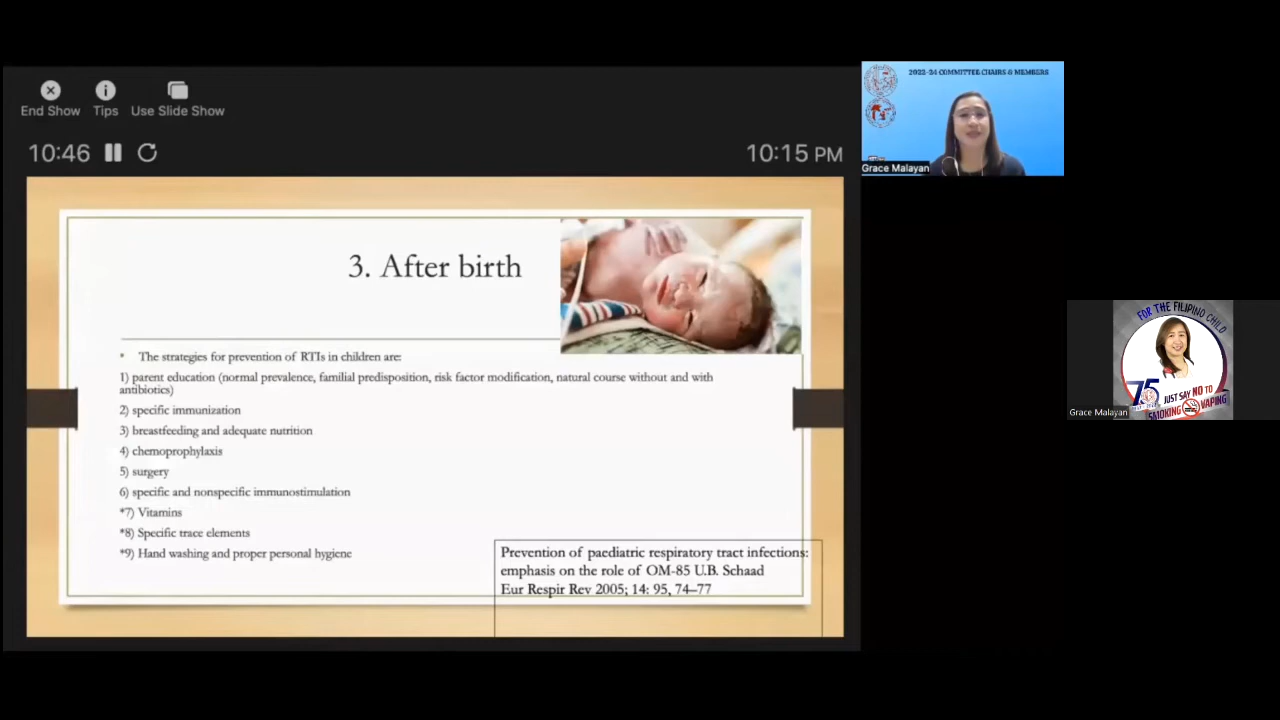 End Show Tips Use Slide Show
10:46
10:15 PM
3. After birth
* The strategies for prevention of RTIs in children are:
1) parent education (normal prevalence, familial predisposition, risk factor modification, natural course without and with
antibiotics)
2) specific immunization
3) breastfeeding and adequate nutrition
4) chemoprophylaxis
5) surgery
6) specific and nonspecific immunostimulation
*7) Vitamins
*8) Specific trace elements
*9) Hand washing and proper personal hygiene
Prevention of paediatric respiratory tract infections:
emphasis on the role of OM-85 U.B. Schaad
Eur Respir Rev 2005; 14: 95, 74–77
2022-24 COMMITTEE CHAIRS & MEMBERS
Grace Malayan
FOR THE FILIPINO CHILD
75
JUST SAY NO TO
SMOKING VAPING
Grace Malayan